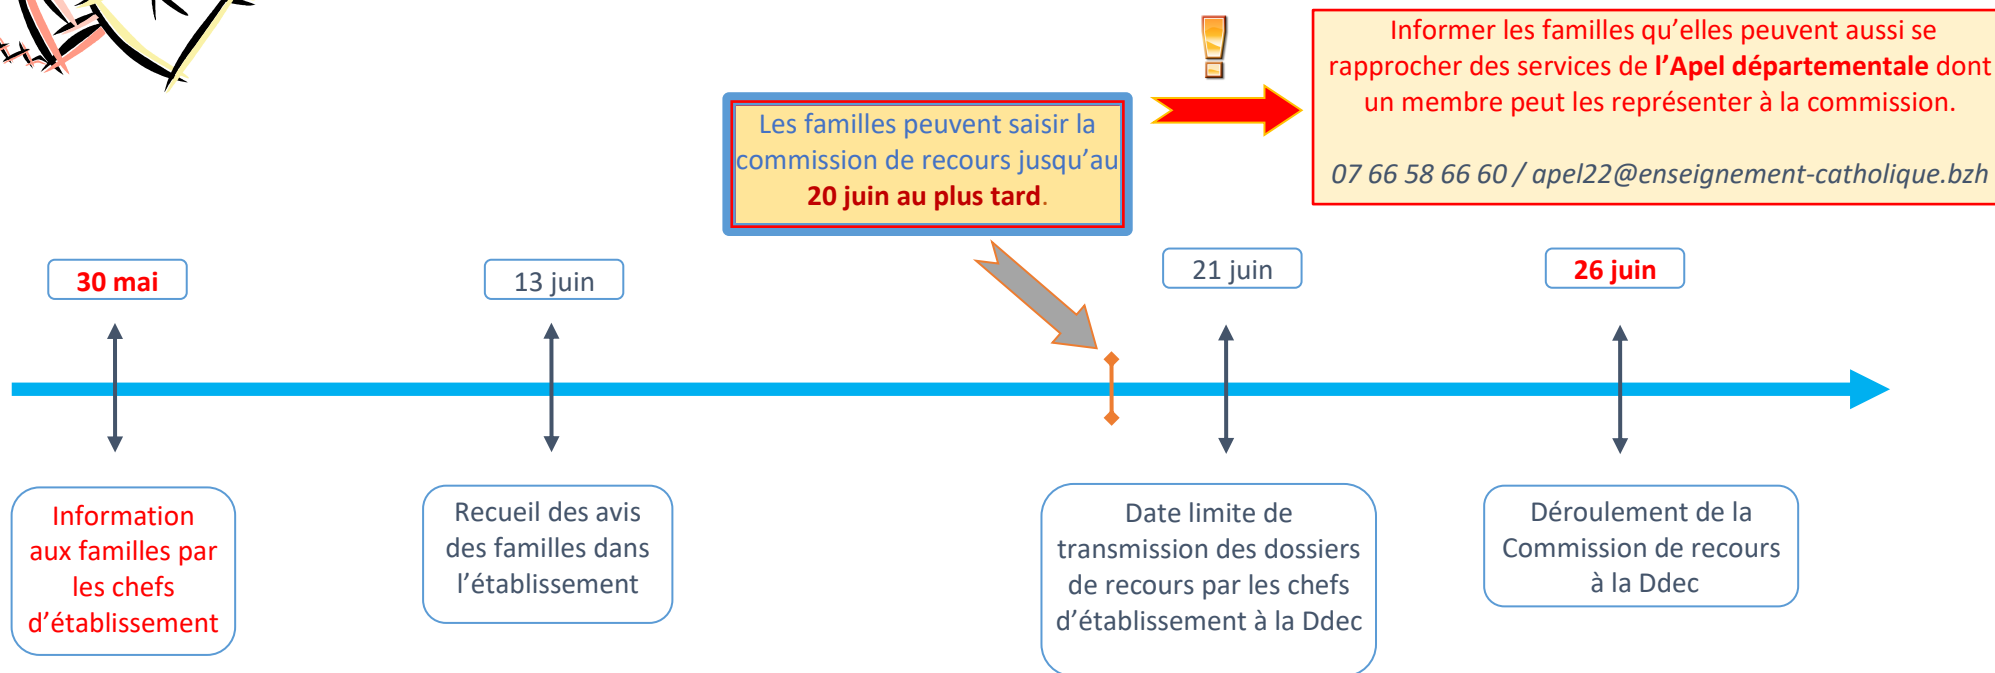 Informer les familles qu’elles peuvent aussi se
rapprocher des services de l’Apel départementale dont
un membre peut les représenter à la commission.
07 66 58 66 60 / apel22@enseignement-catholique.bzh
Les familles peuvent saisir la
commission de recours jusqu’au
20 juin au plus tard.
30 mai
13 juin
21 juin
26 juin
Information
aux familles par
les chefs
d’établissement
Recueil des avis
des familles dans
l’établissement
Date limite de
transmission des dossiers
de recours par les chefs
d’établissement à la Ddec
Déroulement de la
Commission de recours
à la Ddec